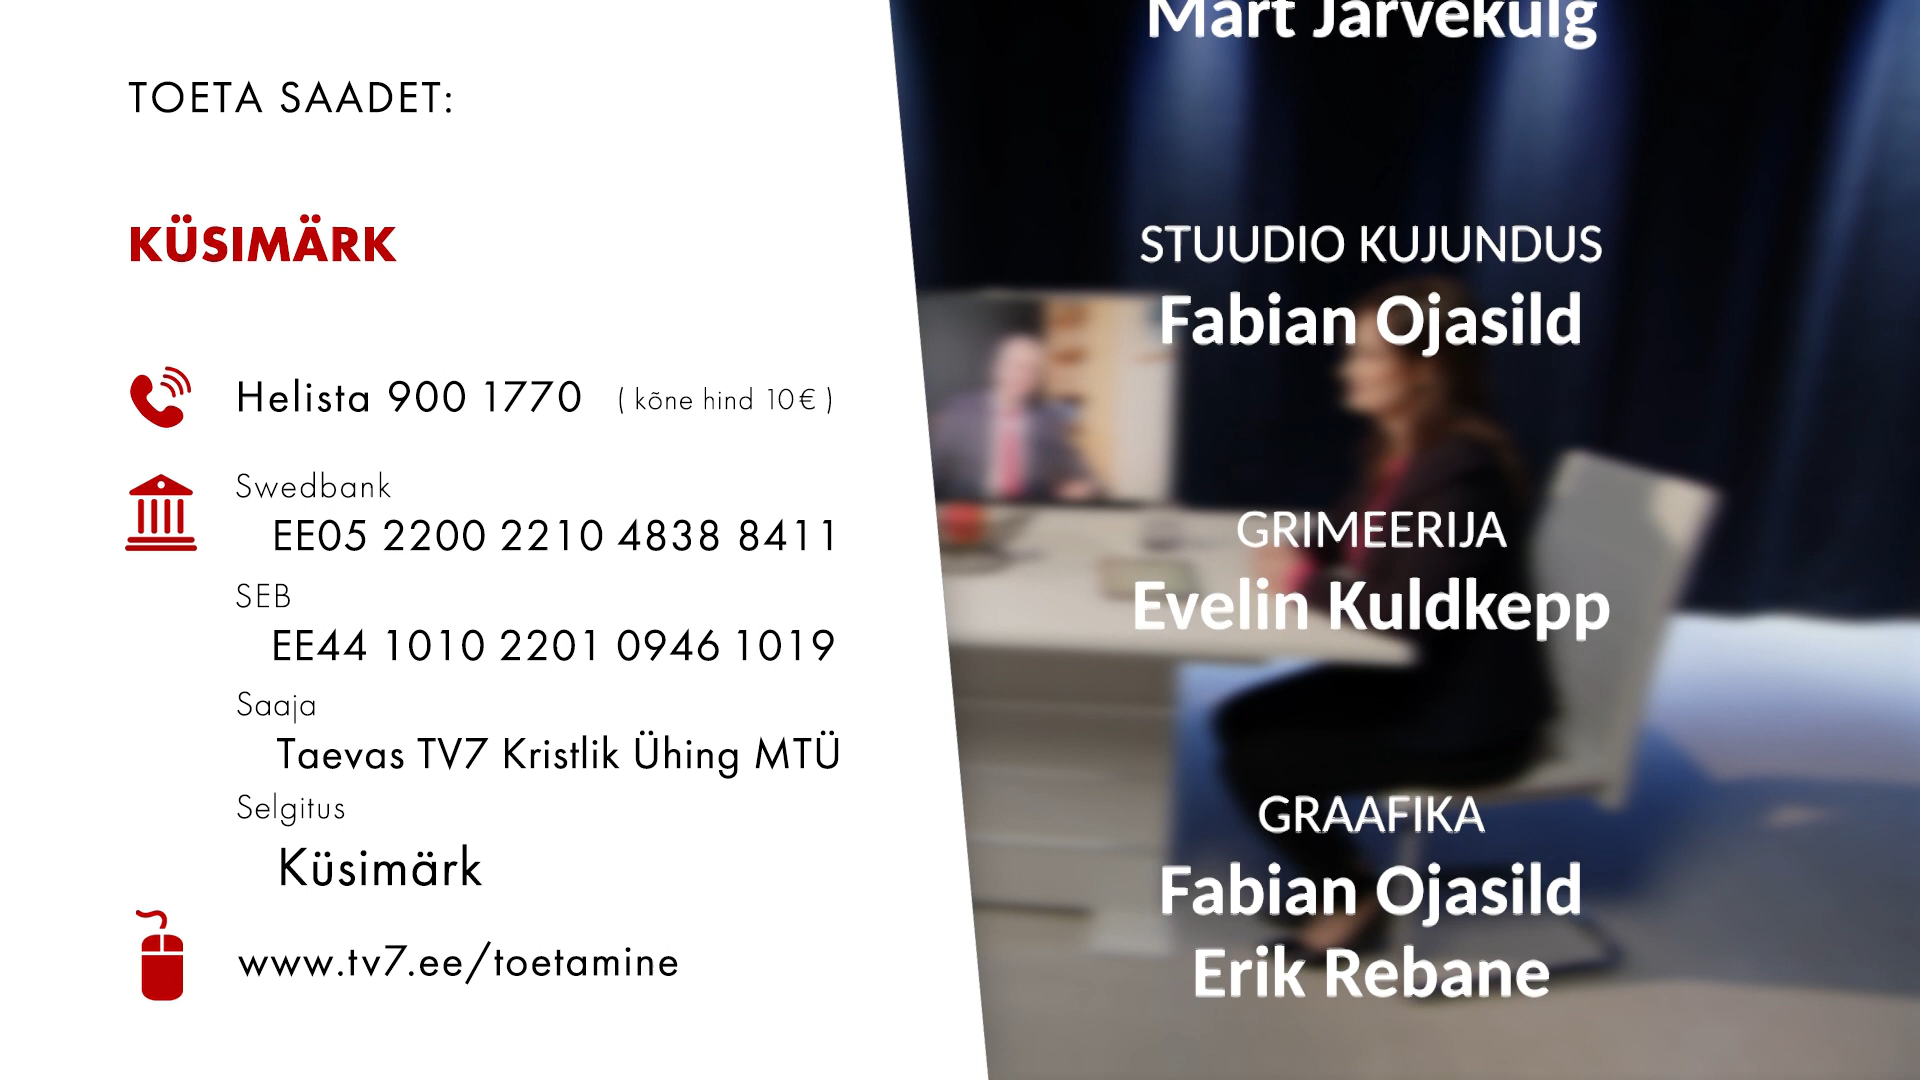 TOETA SAADET:
KÜSIMÄRK
Helista 900 1770 ( kõne hind 10€ )
Swedbank
EE05 2200 2210 4838 8411
SEB
EE44 1010 2201 0946 1019
Saaja
Taevas TV7 Kristlik Ühing MTÜ
Selgitus
Küsimärk
www.tv7.ee/toetamine
Mart Järvekülg
STUUDIO KUJUNDUS
Fabian Ojasild
GRIMEERIJA
Evelin Kuldkepp
GRAAFIKA
Fabian Ojasild
Erik Rebane